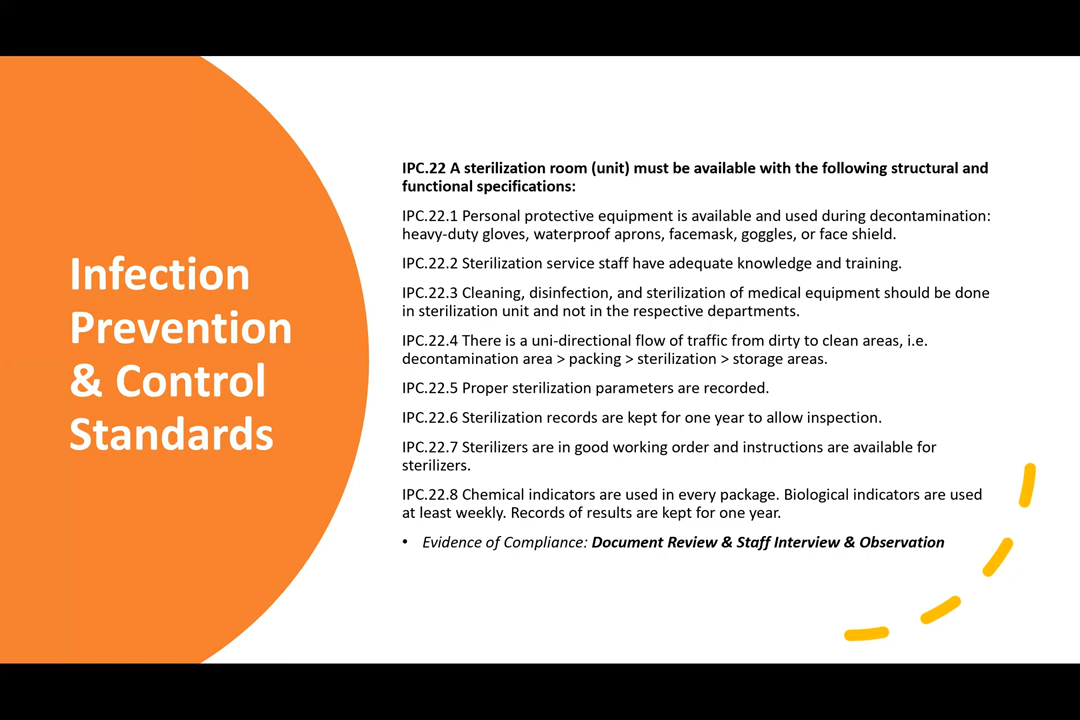 Infection
Prevention
& Control
Standards
IPC.22 A sterilization room (unit) must be available with the following structural and
functional specifications:
IPC.22.1 Personal protective equipment is available and used during decontamination:
heavy-duty gloves, waterproof aprons, facemask, goggles, or face shield.
IPC.22.2 Sterilization service staff have adequate knowledge and training.
IPC.22.3 Cleaning, disinfection, and sterilization of medical equipment should be done
in sterilization unit and not in the respective departments.
IPC.22.4 There is a uni-directional flow of traffic from dirty to clean areas, i.e.
decontamination area > packing > sterilization > storage areas.
IPC.22.5 Proper sterilization parameters are recorded.
IPC.22.6 Sterilization records are kept for one year to allow inspection.
IPC.22.7 Sterilizers are in good working order and instructions are available for
sterilizers.
IPC.22.8 Chemical indicators are used in every package. Biological indicators are used
at least weekly. Records of results are kept for one year.
• Evidence of Compliance: Document Review & Staff Interview & Observation